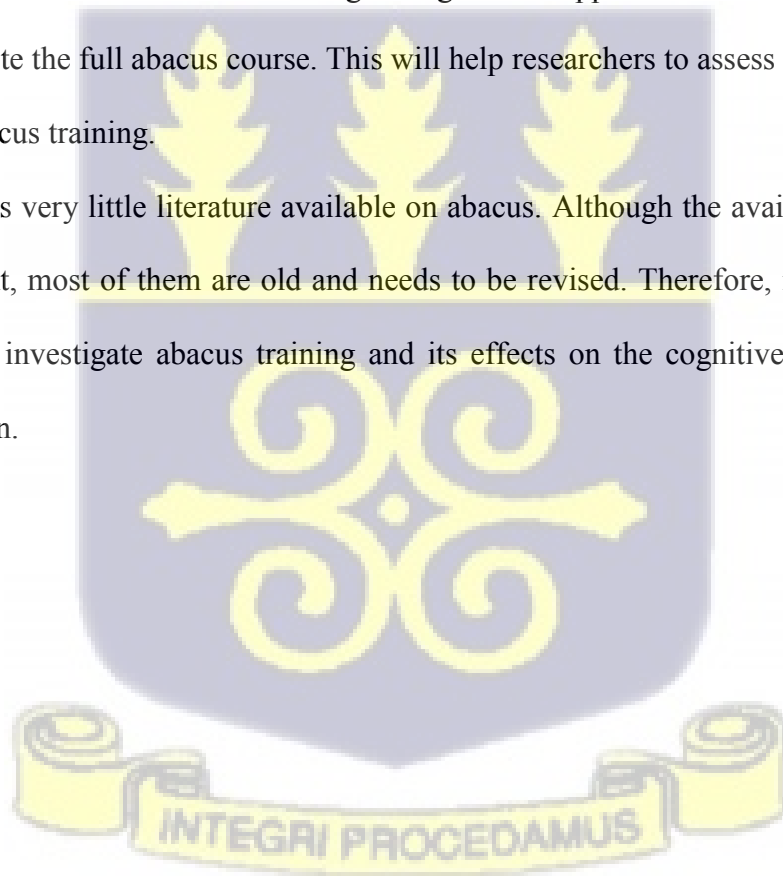 te the full abacus course. This will help researchers to assess
cus training.
s very little literature available on abacus. Although the avai
t, most of them are old and needs to be revised. Therefore,
investigate abacus training and its effects on the cognitive
n.
INTEGRI PROCEDAMUS